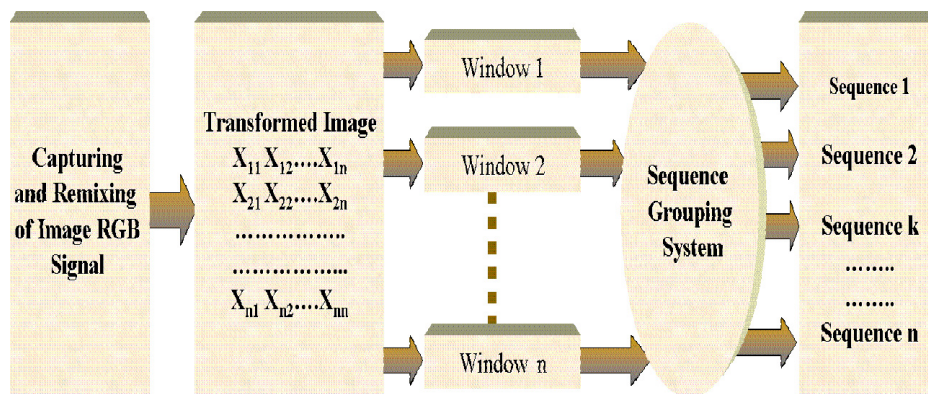 Capturing
and Remixing
of Image RGB
Signal
Transformed Image
X11 X12....X1n
X21 X22....X2n
....................
....................
Xn1 Xn2....Xnn
Window 1
Window 2
Window n
Sequence
Grouping
System
Sequence 1
Sequence 2
Sequence k
........
........
Sequence n